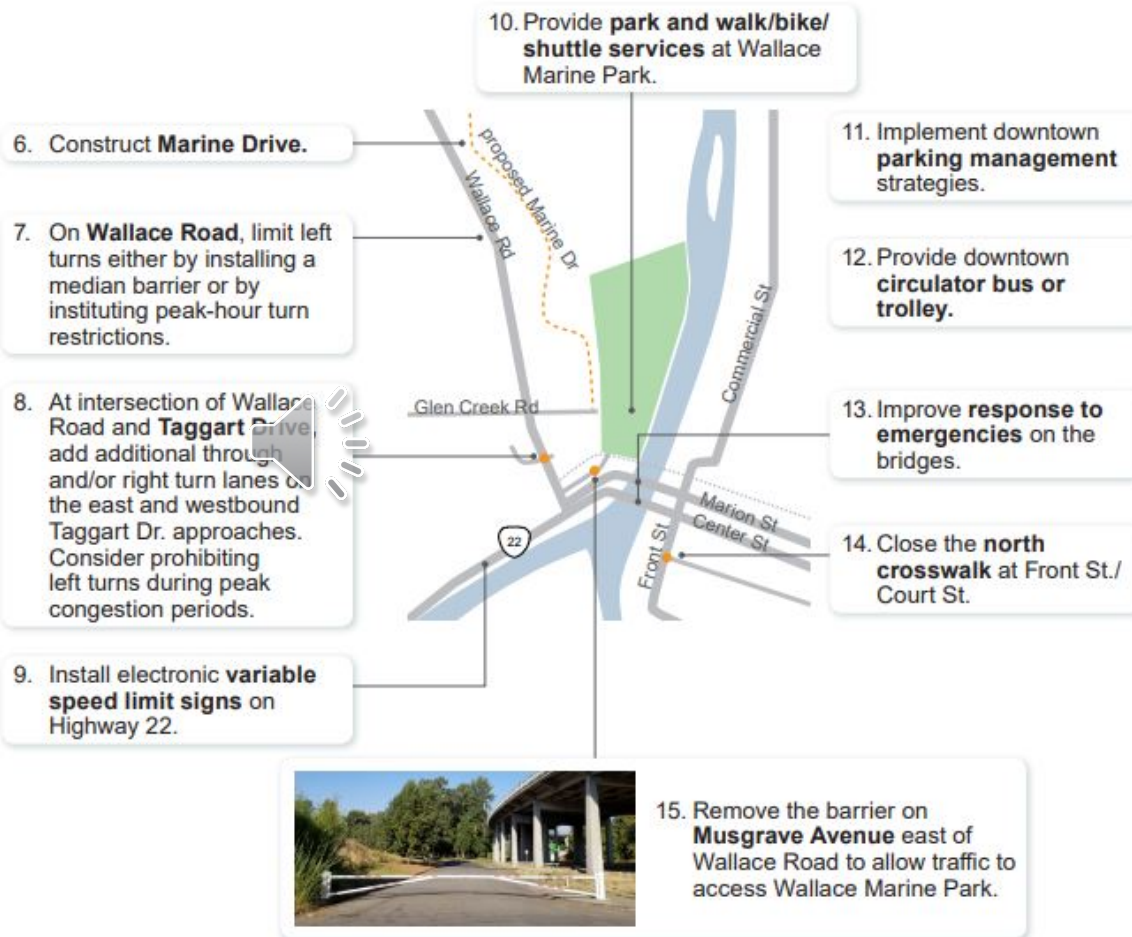 10. Provide park and walk/bike/
shuttle services at Wallace
Marine Park.
6. Construct Marine Drive.
7. On Wallace Road, limit left
turns either by installing a
median barrier or by
instituting peak-hour turn
restrictions.
8. At intersection of Wallace
Road and Taggart Drive,
add additional through
and/or right turn lanes on
the east and westbound
Taggart Dr. approaches.
Consider prohibiting
left turns during peak
congestion periods.
9. Install electronic variable
speed limit signs on
Highway 22.
proposed Marine Dr
Wallace Rd
Glen Creek Rd
Commercial St
Marion St
Center St
Front St
22
11. Implement downtown
parking management
strategies.
12. Provide downtown
circulator bus or
trolley.
13. Improve response to
emergencies on the
bridges.
14. Close the north
crosswalk at Front St./
Court St.
15. Remove the barrier on
Musgrave Avenue east of
Wallace Road to allow traffic to
access Wallace Marine Park.